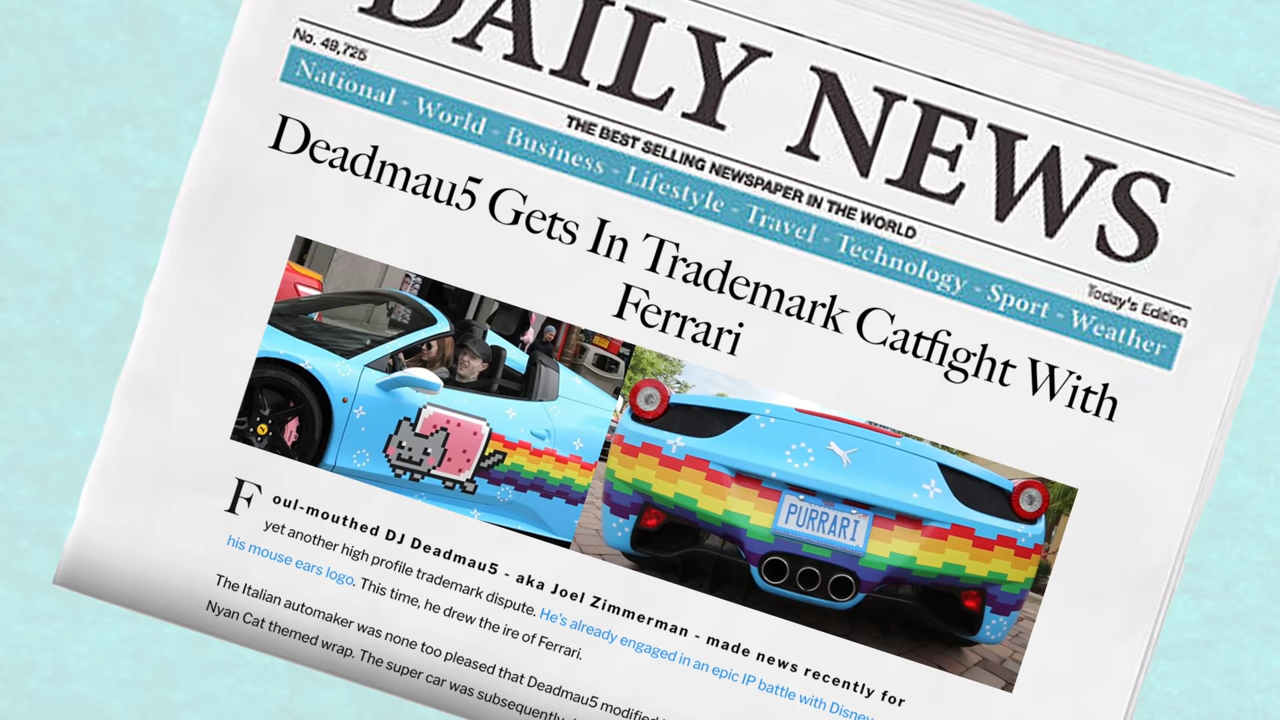 DAILY NEWS
No. 49,725
THE BEST SELLING NEWSPAPER IN THE WORLD
Today's Edition
National - World - Business - Lifestyle - Travel - Technology - Sport - Weather
Deadmau5 Gets In Trademark Catfight With
Ferrari
PURRARI
Foul-mouthed DJ Deadmau5 - aka Joel Zimmerman - made news recently for
yet another high profile trademark dispute. He's already engaged in an epic IP battle with Disney
his mouse ears logo. This time, he drew the ire of Ferrari.
The Italian automaker was none too pleased that Deadmau5 modified
Nyan Cat themed wrap. The super car was subsequently